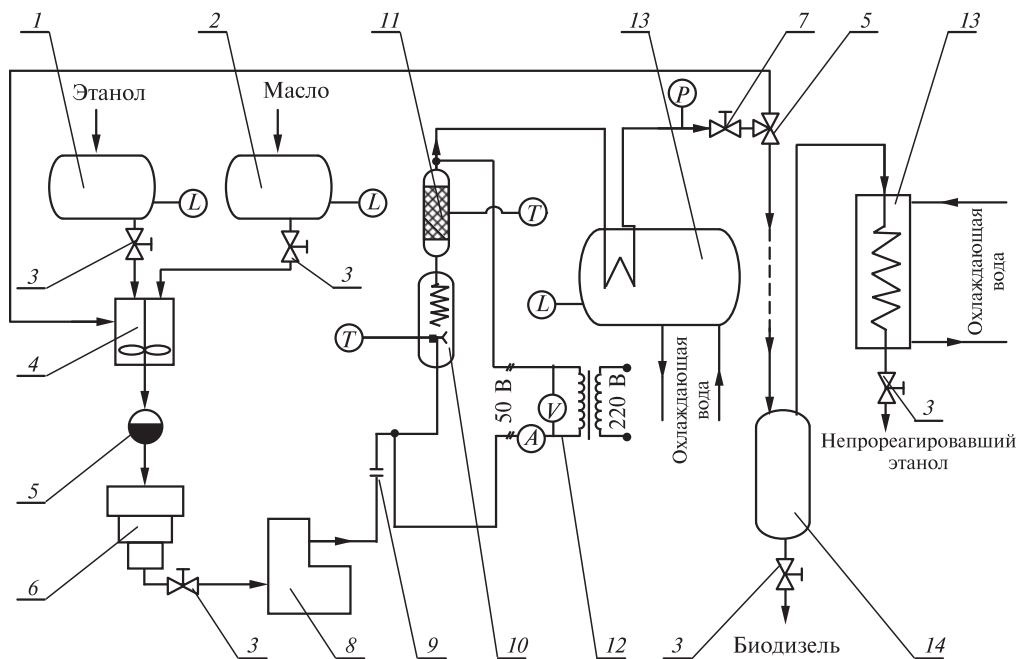 1
2
11
13
7
5
13
Этанол
Масло
P
L
L
T
3
3
L
T
4
Охлаждающая
вода
Охлаждающая
вода
50 В
V
220 В
A
3
5
Непрореагировавший
этанол
6
3
8
9
10
12
3
Биодизель
14